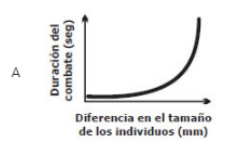 A
Duración del
combate (seg)
Diferencia en el tamaño
de los individuos (mm)